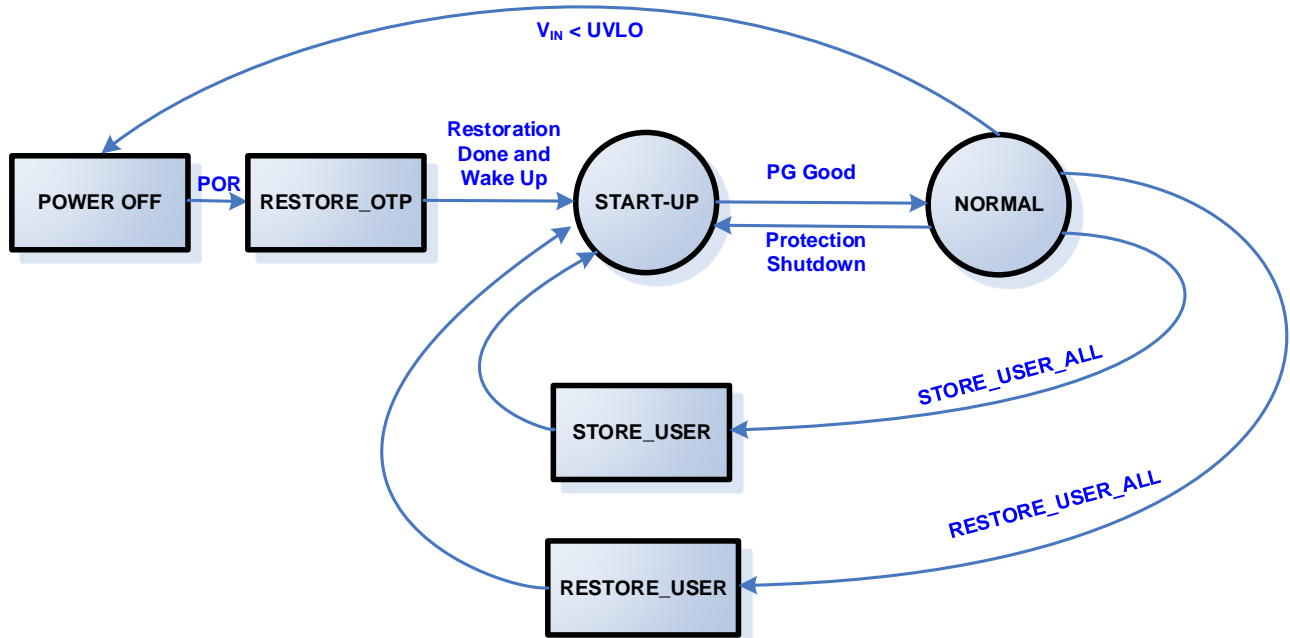 V_IN < UVLO
Restoration
Done and
Wake Up
POR
PG Good
POWER OFF
RESTORE_OTP
START-UP
NORMAL
Protection
Shutdown
STORE_USER_ALL
STORE_USER
RESTORE_USER_ALL
RESTORE_USER